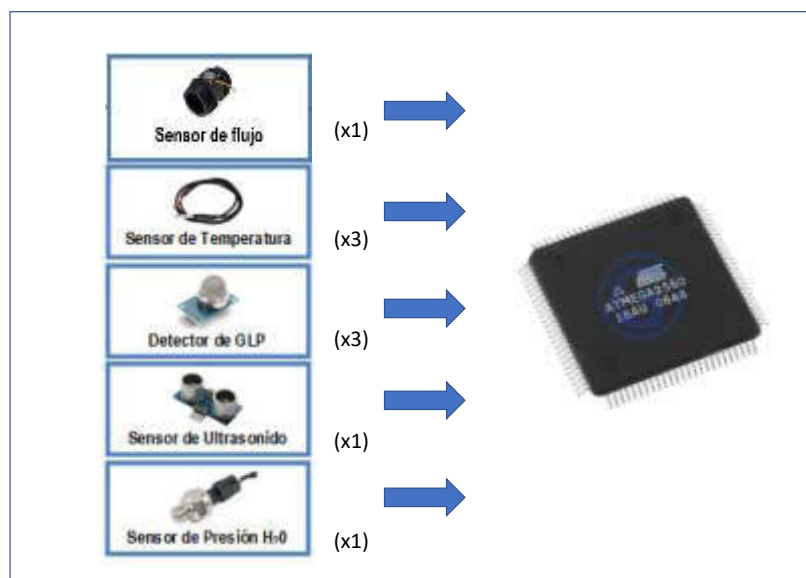 Sensor de flujo
(x1)
Sensor de Temperatura
(x3)
Detector de GLP
(x3)
Sensor de Ultrasonido
(x1)
Sensor de Presión H₂0
(x1)
ATMEGA2560
16AU